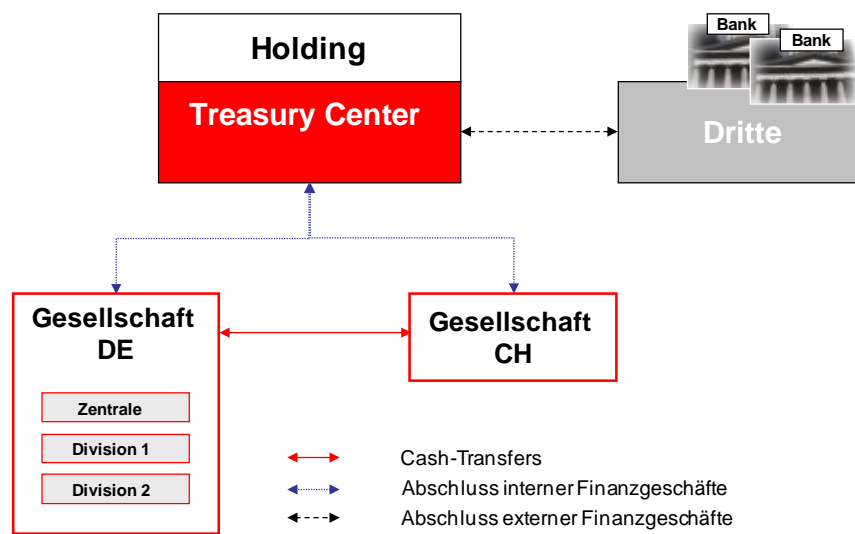 Holding
Treasury Center
Bank
Bank
Dritte
Gesellschaft
DE
Zentrale
Division 1
Division 2
Gesellschaft
CH
Cash-Transfers
Abschluss interner Finanzgeschäfte
Abschluss externer Finanzgeschäfte